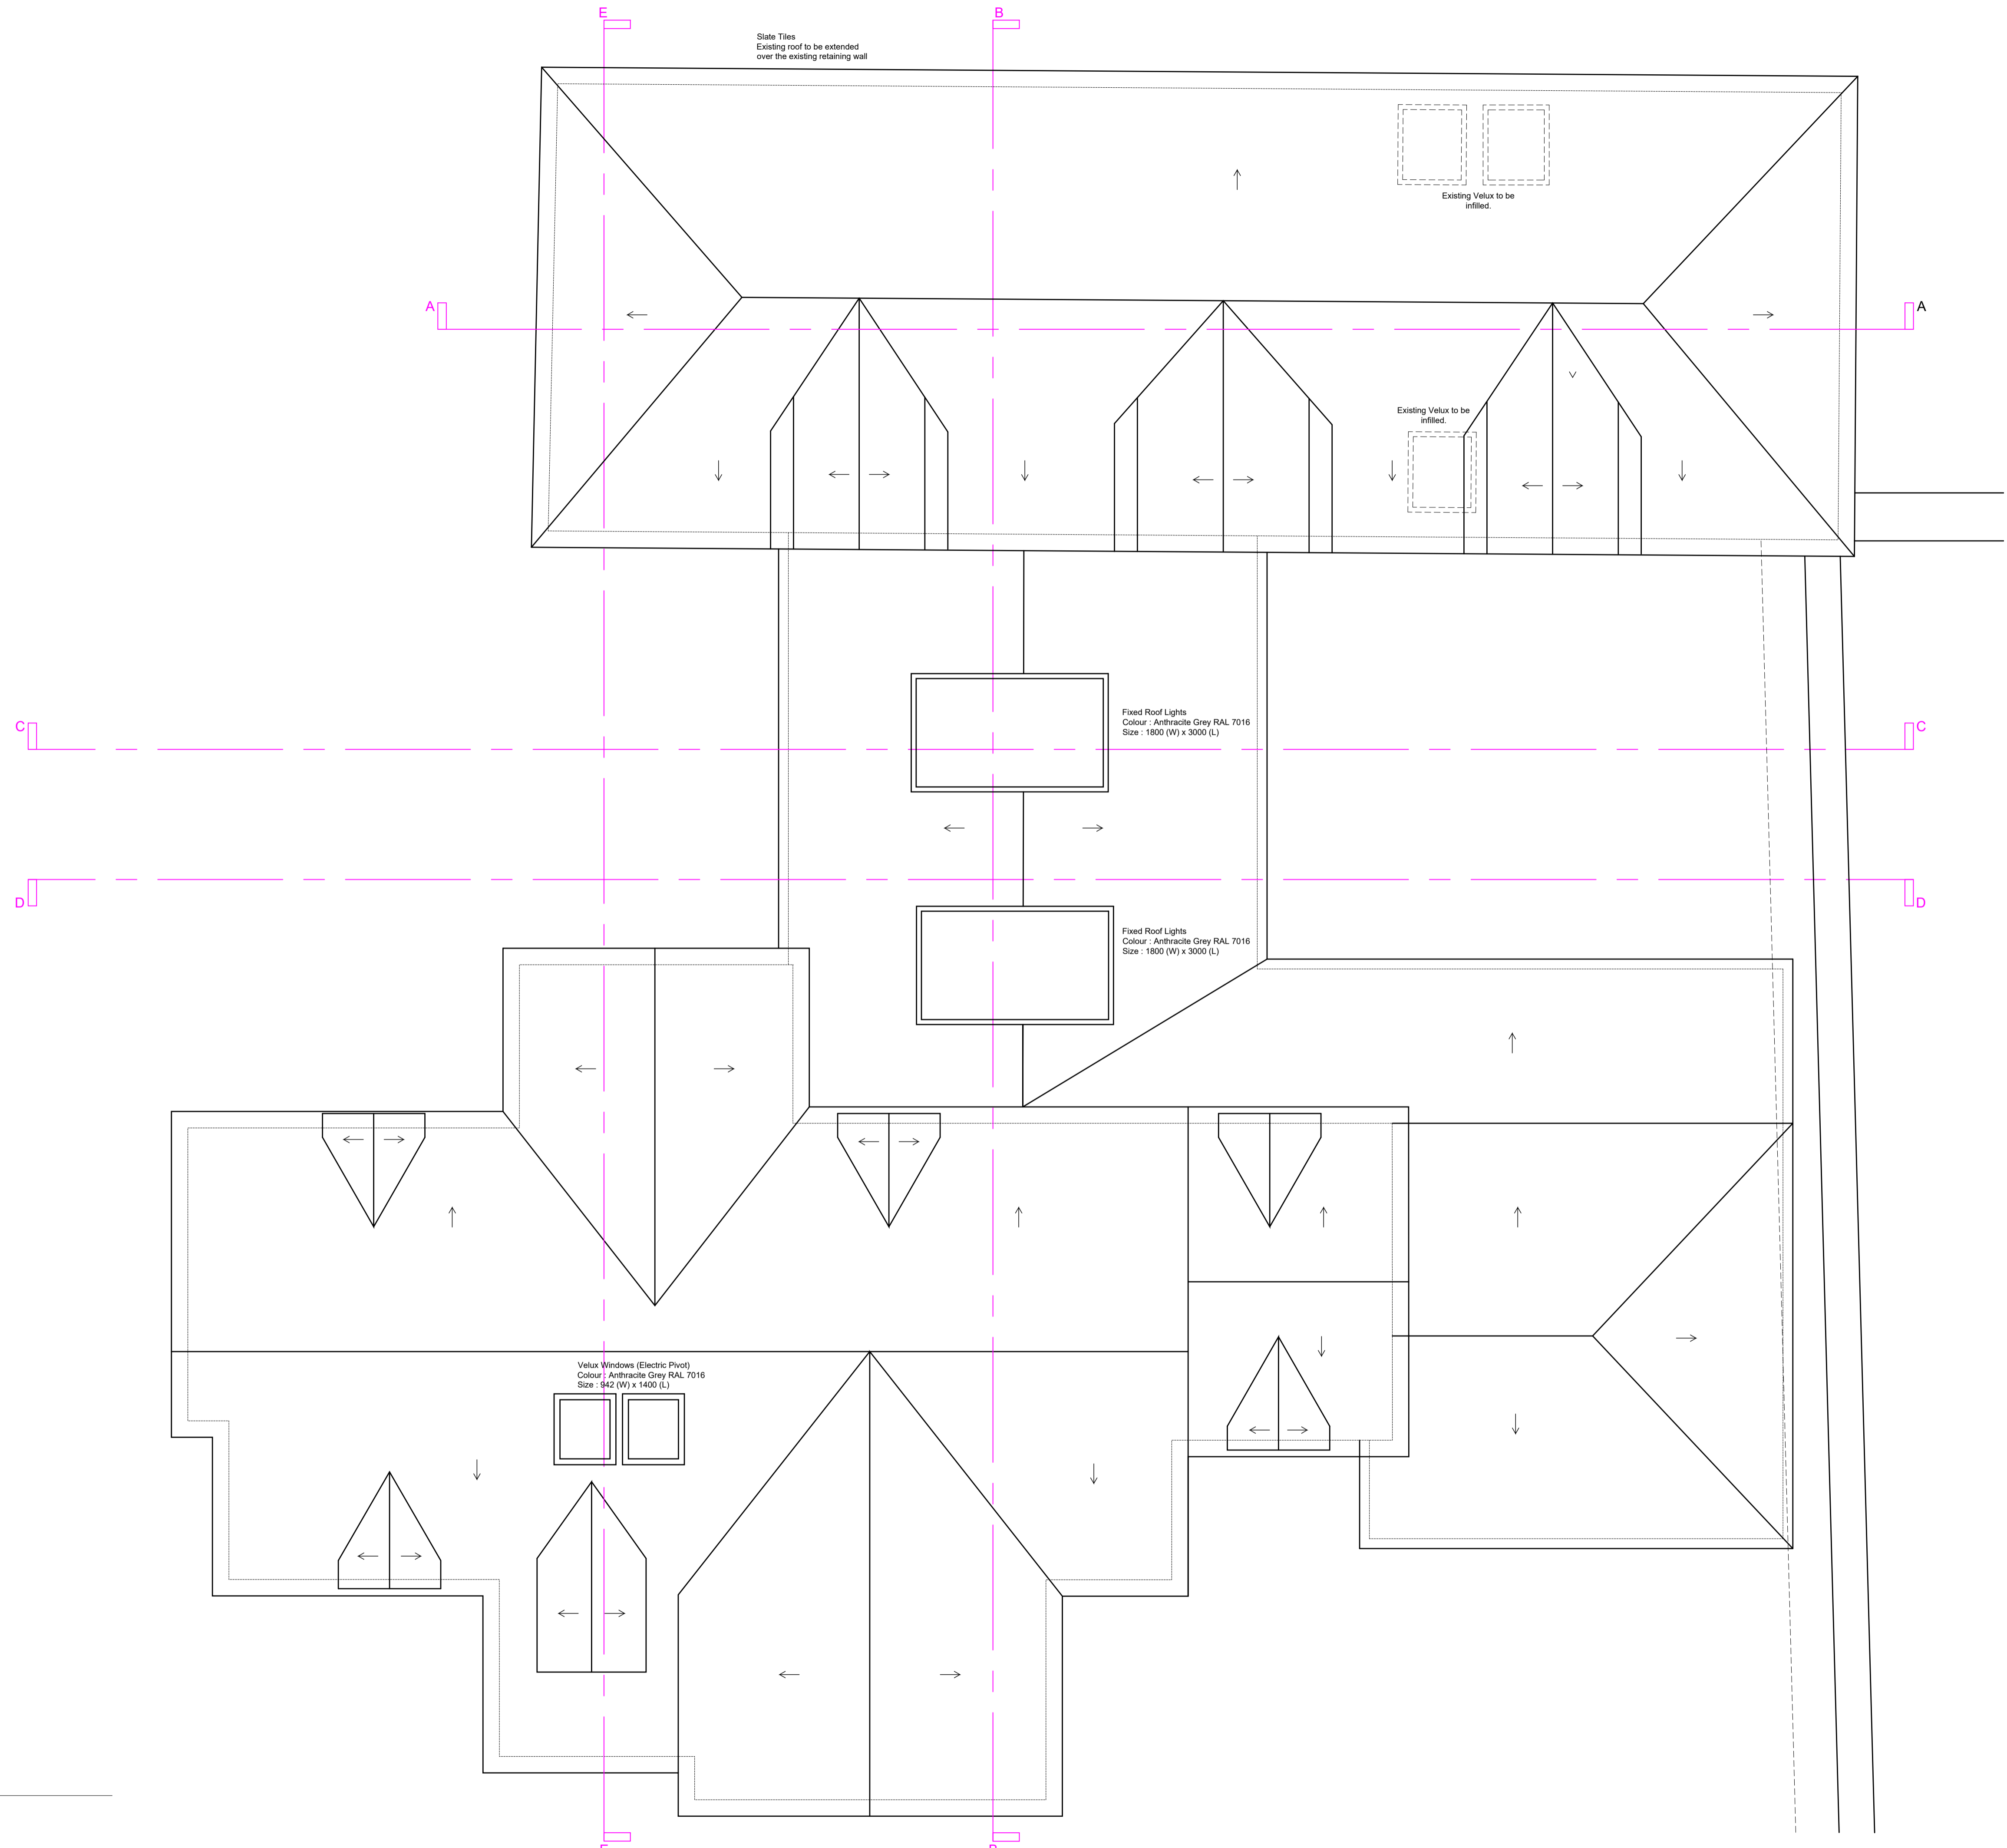 E
B
Slate Tiles
Existing roof to be extended
over the existing retaining wall
Existing Velux to be
infilled.
A
A
Existing Velux to be
infilled.
Fixed Roof Lights
Colour : Anthracite Grey RAL 7016
Size : 1800 (W) x 3000 (L)
C
C
D
D
Fixed Roof Lights
Colour : Anthracite Grey RAL 7016
Size : 1800 (W) x 3000 (L)
Velux Windows (Electric Pivot)
Colour : Anthracite Grey RAL 7016
Size : 942 (W) x 1400 (L)
E
B